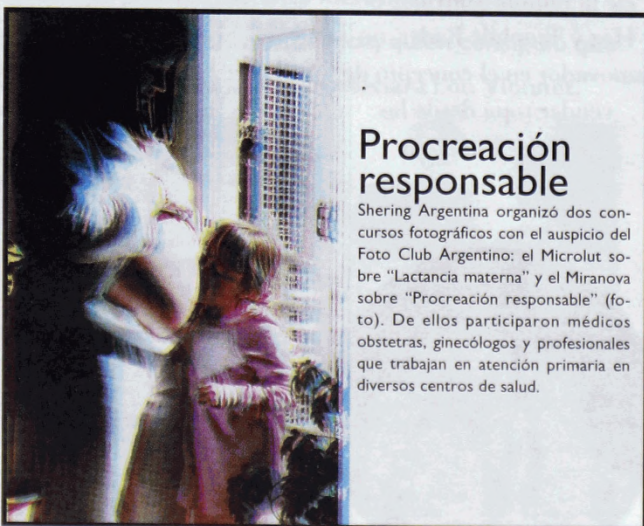 Procreación
responsable
Shering Argentina organizó dos con-
cursos fotográficos con el auspicio del
Foto Club Argentino: el Microlut so-
bre "Lactancia materna" y el Miranova
sobre "Procreación responsable" (fo-
to). De ellos participaron médicos
obstetras, ginecólogos y profesionales
que trabajan en atención primaria en
diversos centros de salud.